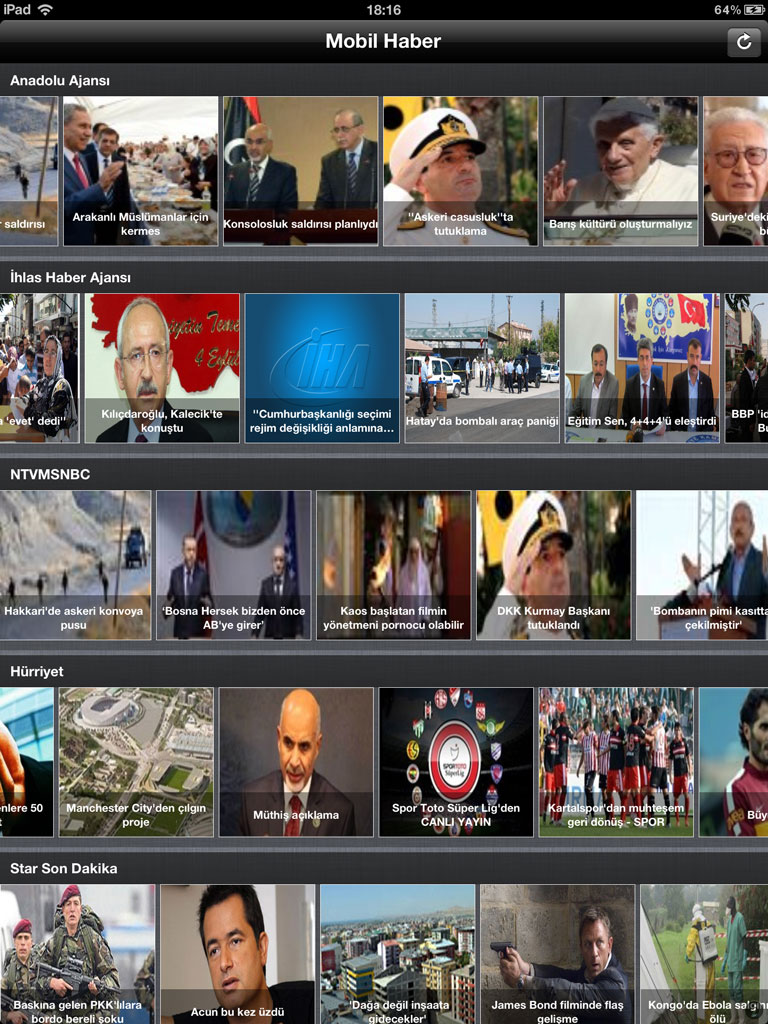 iPad 18:16 64%
Mobil Haber
Anadolu Ajansı
r saldırısı
Arakanlı Müslümanlar için
kermes
Konsolosluk saldırısı planlıydı
"Askeri casusluk"ta
tutuklama
Barış kültürü oluşturmalıyız
Suriye'deki
İhlas Haber Ajansı
a 'evet' dedi"
Kılıçdaroğlu, Kalecik'te
konuştu
İHA
"Cumhurbaşkanlığı seçimi
rejim değişikliği anlamına...
Hatay'da bombalı araç paniği
Eğitim Sen, 4+4+4'ü eleştirdi
BBP 'id
Bu
NTVMSNBC
Hakkari'de askeri konvoya
pusu
'Bosna Hersek bizden önce
AB'ye girer'
Kaos başlatan filmin
yönetmeni pornocu olabilir
DKK Kurmay Başkanı
tutuklandı
'Bombanın pimi kasıtta
çekilmiştir'
Hürriyet
enlere 50
t
Manchester City'den çılgın
proje
Müthiş açıklama
SPORTOTO
SüperLig
Spor Toto Süper Lig'den
CANLI YAYIN
Kartalspor'dan muhteşem
geri dönüş - SPOR
Büy
Star Son Dakika
Baskına gelen PKK'lılara
bordo bereli şoku
Acun bu kez üzdü
'Dağa değil inşaata
gidecekler'
James Bond filminde flaş
gelişme
Kongo'da Ebola salgını
ölü